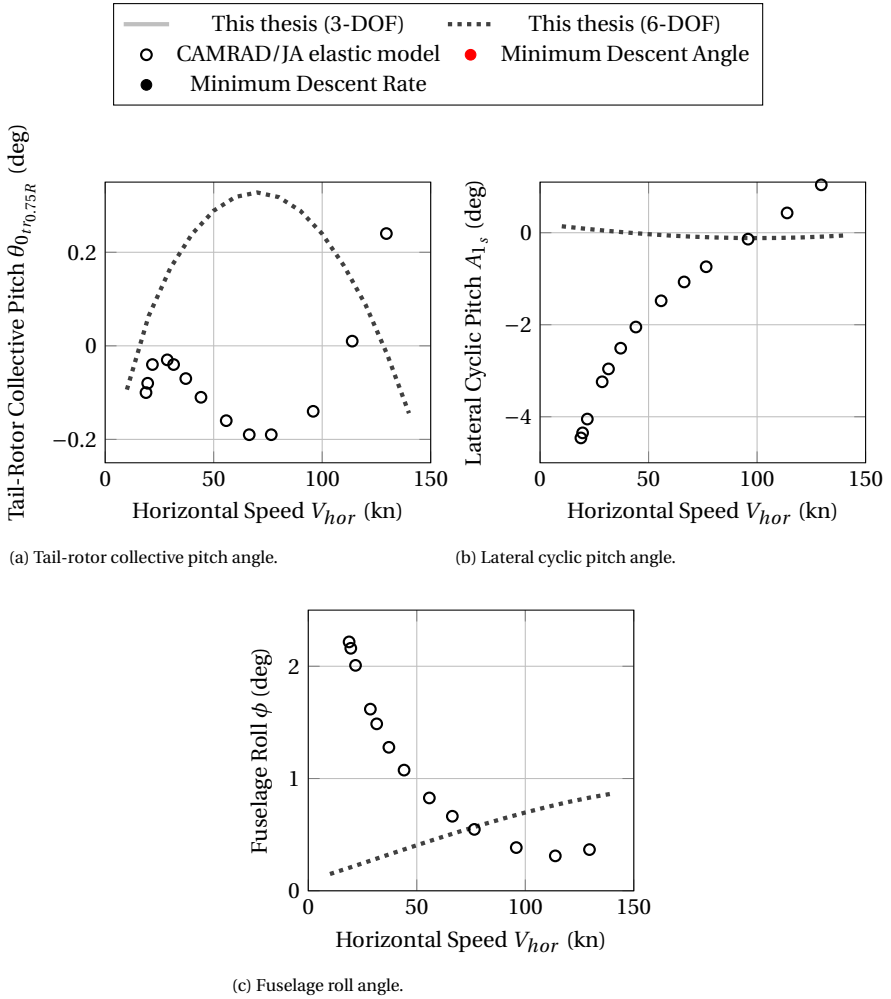 This thesis (3-DOF) This thesis (6-DOF)
CAMRAD/JA elastic model Minimum Descent Angle
Minimum Descent Rate
Tail-Rotor Collective Pitch θ0tr0.75R (deg)
0.2
0
−0.2
0 50 100 150
Horizontal Speed Vhor (kn)
(a) Tail-rotor collective pitch angle.
Lateral Cyclic Pitch A1s (deg)
0
−2
−4
0 50 100 150
Horizontal Speed Vhor (kn)
(b) Lateral cyclic pitch angle.
Fuselage Roll ϕ (deg)
2
1
0
0 50 100 150
Horizontal Speed Vhor (kn)
(c) Fuselage roll angle.